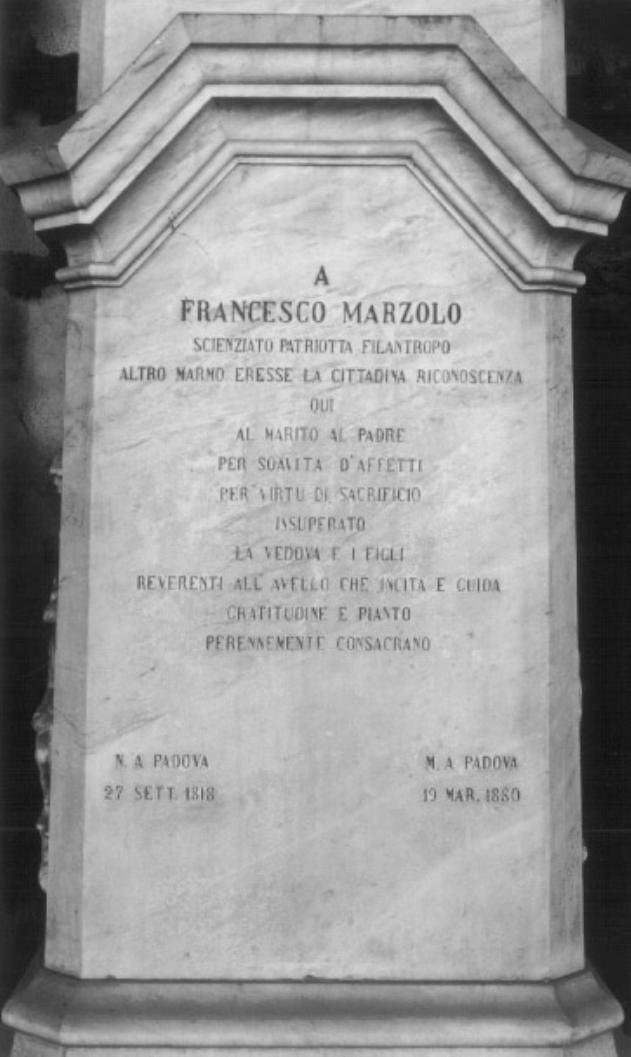 A
FRANCESCO MARZOLO
SCIENZIATO PATRIOTTA FILANTROPO
ALTRO MARMO ERESSE LA CITTADINA RICONOSCENZA
QUI
AL MARITO AL PADRE
PER SOAVITA D'AFFETTI
PER VIRTU DI SACRIFICIO
INSUPERATO
LA VEDOVA E I FIGLI
REVERENTI ALL'AVELLO CHE INCITA E GUIDA
GRATITUDINE E PIANTO
PERENNEMENTE CONSACRANO
N. A PADOVA
27 SETT. 1818
M. A PADOVA
19 MAR. 1880